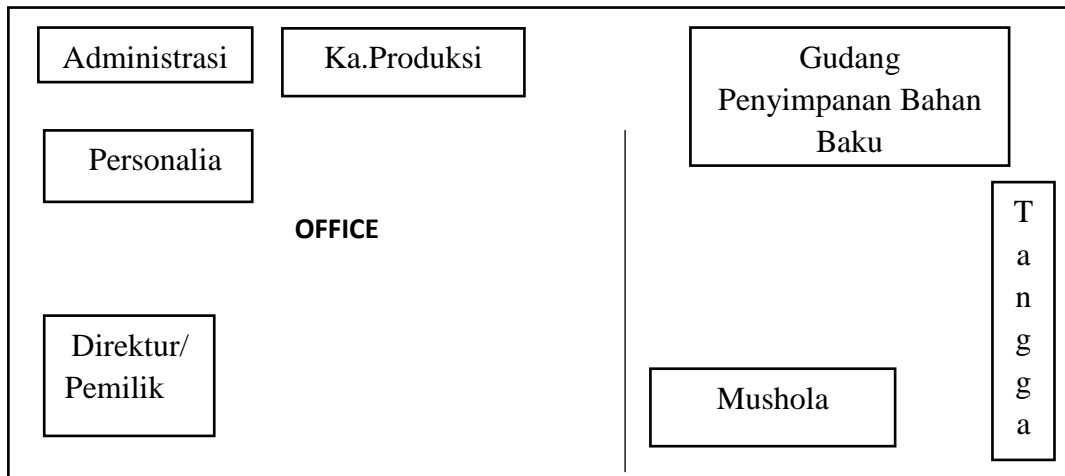 Administrasi
Ka.Produksi
Gudang
Penyimpanan Bahan
Baku
Personalia
OFFICE
T
a
n
g
g
a
Direktur/
Pemilik
Mushola